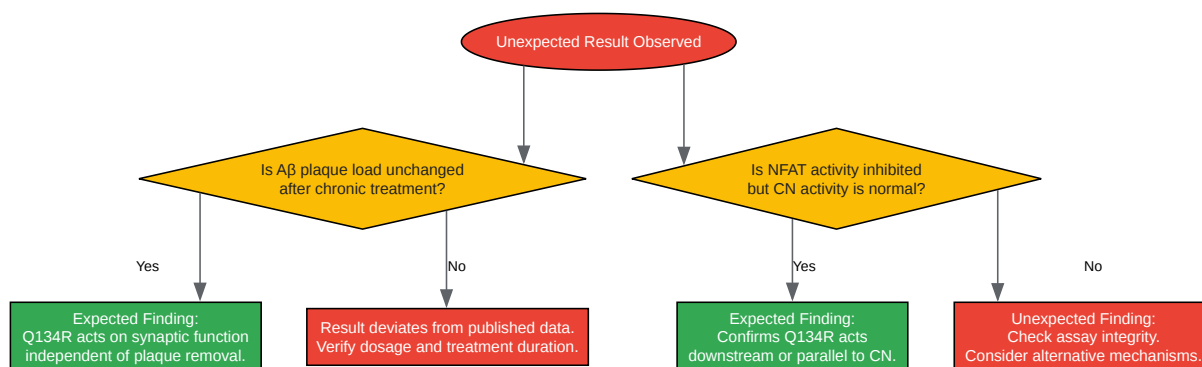 Unexpected Result Observed
Is Aβ plaque load unchanged
after chronic treatment?
Is NFAT activity inhibited
but CN activity is normal?
Yes
No
Yes
No
Expected Finding:
Q134R acts on synaptic function
independent of plaque removal.
Result deviates from published data.
Verify dosage and treatment duration.
Expected Finding:
Confirms Q134R acts
downstream or parallel to CN.
Unexpected Finding:
Check assay integrity.
Consider alternative mechanisms.